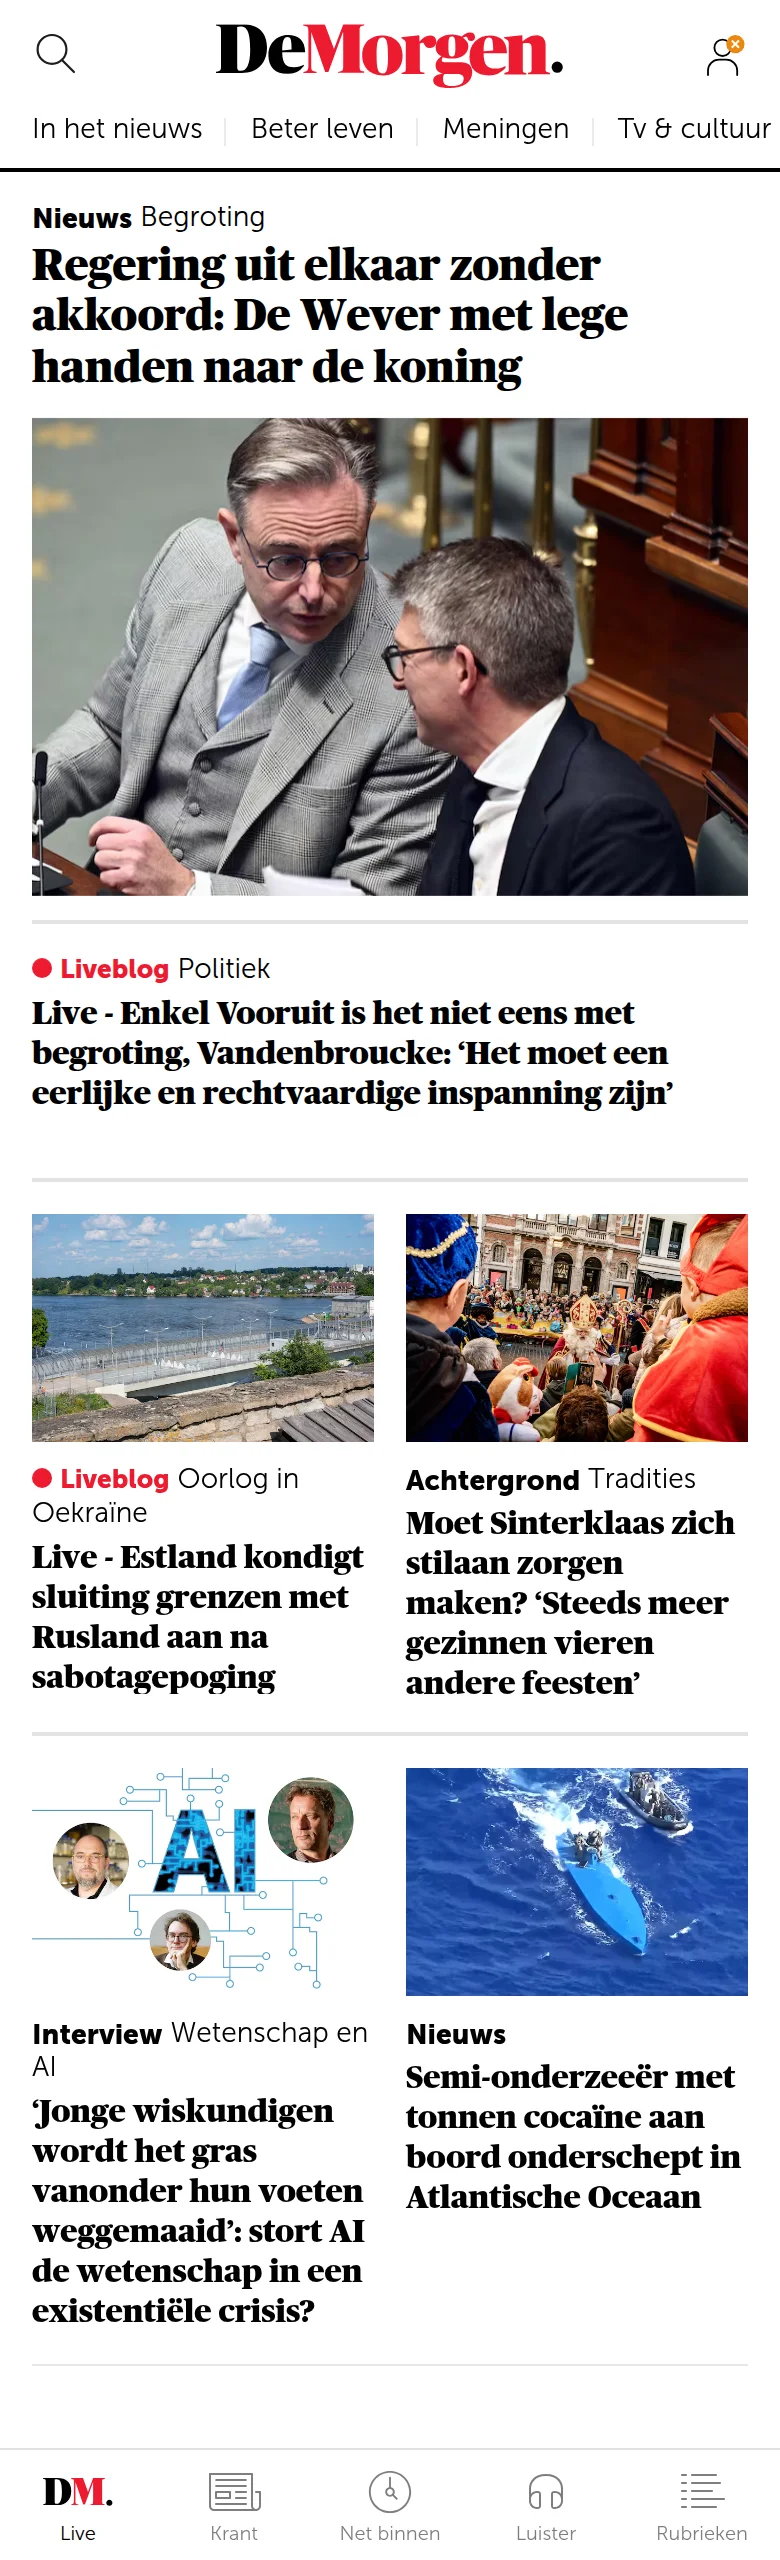 DeMorgen.
In het nieuws
Beter leven
Meningen
Tv & cultuur
Nieuws Begroting
Regering uit elkaar zonder
akkoord: De Wever met lege
handen naar de koning
Liveblog Politiek
Live - Enkel Vooruit is het niet eens met
begroting, Vandenbroucke: ‘Het moet een
eerlijke en rechtvaardige inspanning zijn’
Liveblog Oorlog in
Oekraïne
Live - Estland kondigt
sluiting grenzen met
Rusland aan na
sabotagepoging
Achtergrond Tradities
Moet Sinterklaas zich
stilaan zorgen
maken? ‘Steeds meer
gezinnen vieren
andere feesten’
AI
Interview Wetenschap en
AI
‘Jonge wiskundigen
wordt het gras
vanonder hun voeten
weggemaaid’: stort AI
de wetenschap in een
existentiële crisis?
Nieuws
Semi-onderzeeër met
tonnen cocaïne aan
boord onderschept in
Atlantische Oceaan
DM.
Live
Krant
Net binnen
Luister
Rubrieken